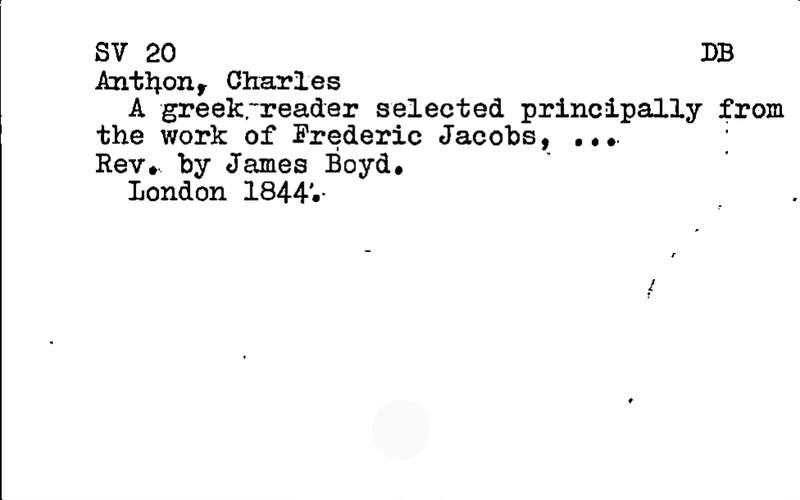 SV 20 DB
Anthon, Charles
A greek reader selected principally from
the work of Frederic Jacobs, ...
Rev. by James Boyd.
London 1844.